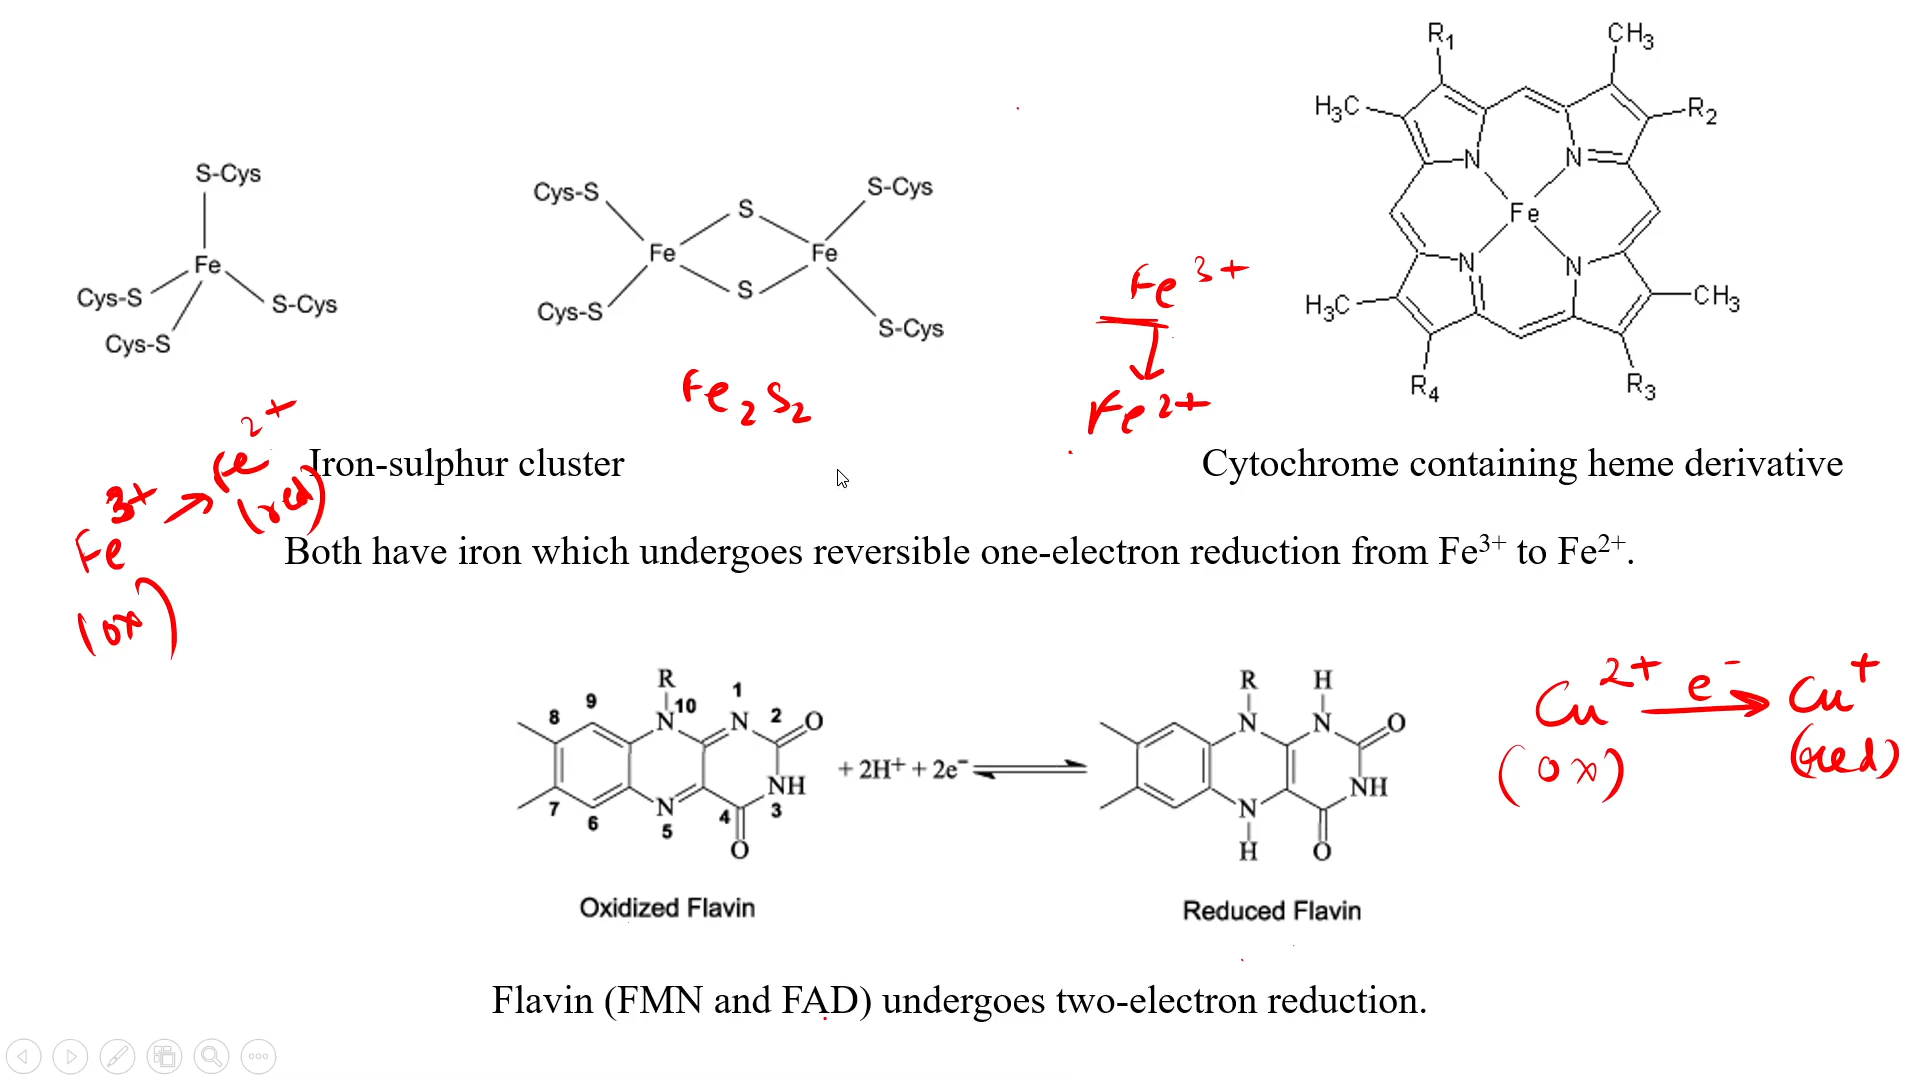 S-Cys
Fe
Cys-S
S-Cys
Cys-S
Cys-S
S
S-Cys
Fe
Fe
Cys-S
S
S-Cys
Fe2S2
Fe3+
Fe2+
R1
CH3
H3C
R2
N
N
Fe
N
N
H3C
CH3
R4
R3
Iron-sulphur cluster
Cytochrome containing heme derivative
Fe3+ → Fe2+
(ox)
(red)
Both have iron which undergoes reversible one-electron reduction from Fe3+ to Fe2+.
R
10
1
9
8
N
N
2
O
NH
3
7
6
N
5
4
O
+ 2H+ + 2e−
R
H
N
N
O
NH
N
H
O
Cu2+ e- → Cu+
(ox)
(red)
Oxidized Flavin
Reduced Flavin
Flavin (FMN and FAD) undergoes two-electron reduction.